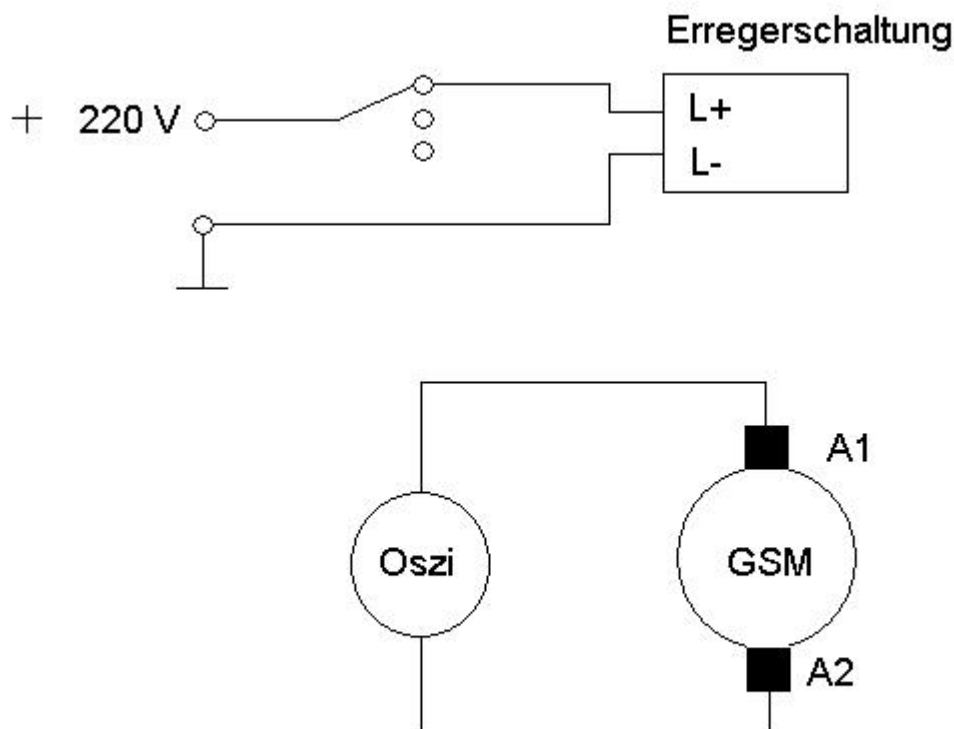 Erregerschaltung
+ 220 V
L+
L-
A1
Oszi
GSM
A2